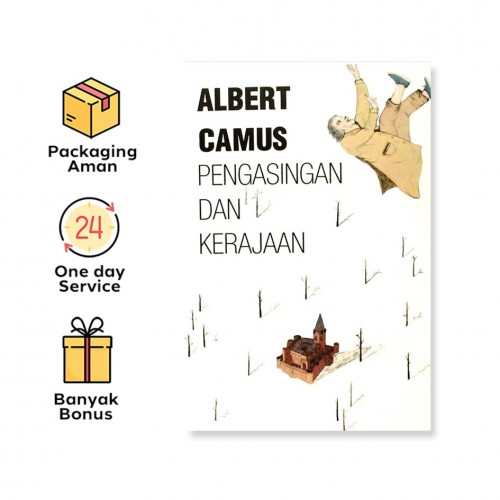 ALBERT
CAMUS
PENGASINGAN
DAN
KERAJAAN
Packaging
Aman
24
One day
Service
Banyak
Bonus